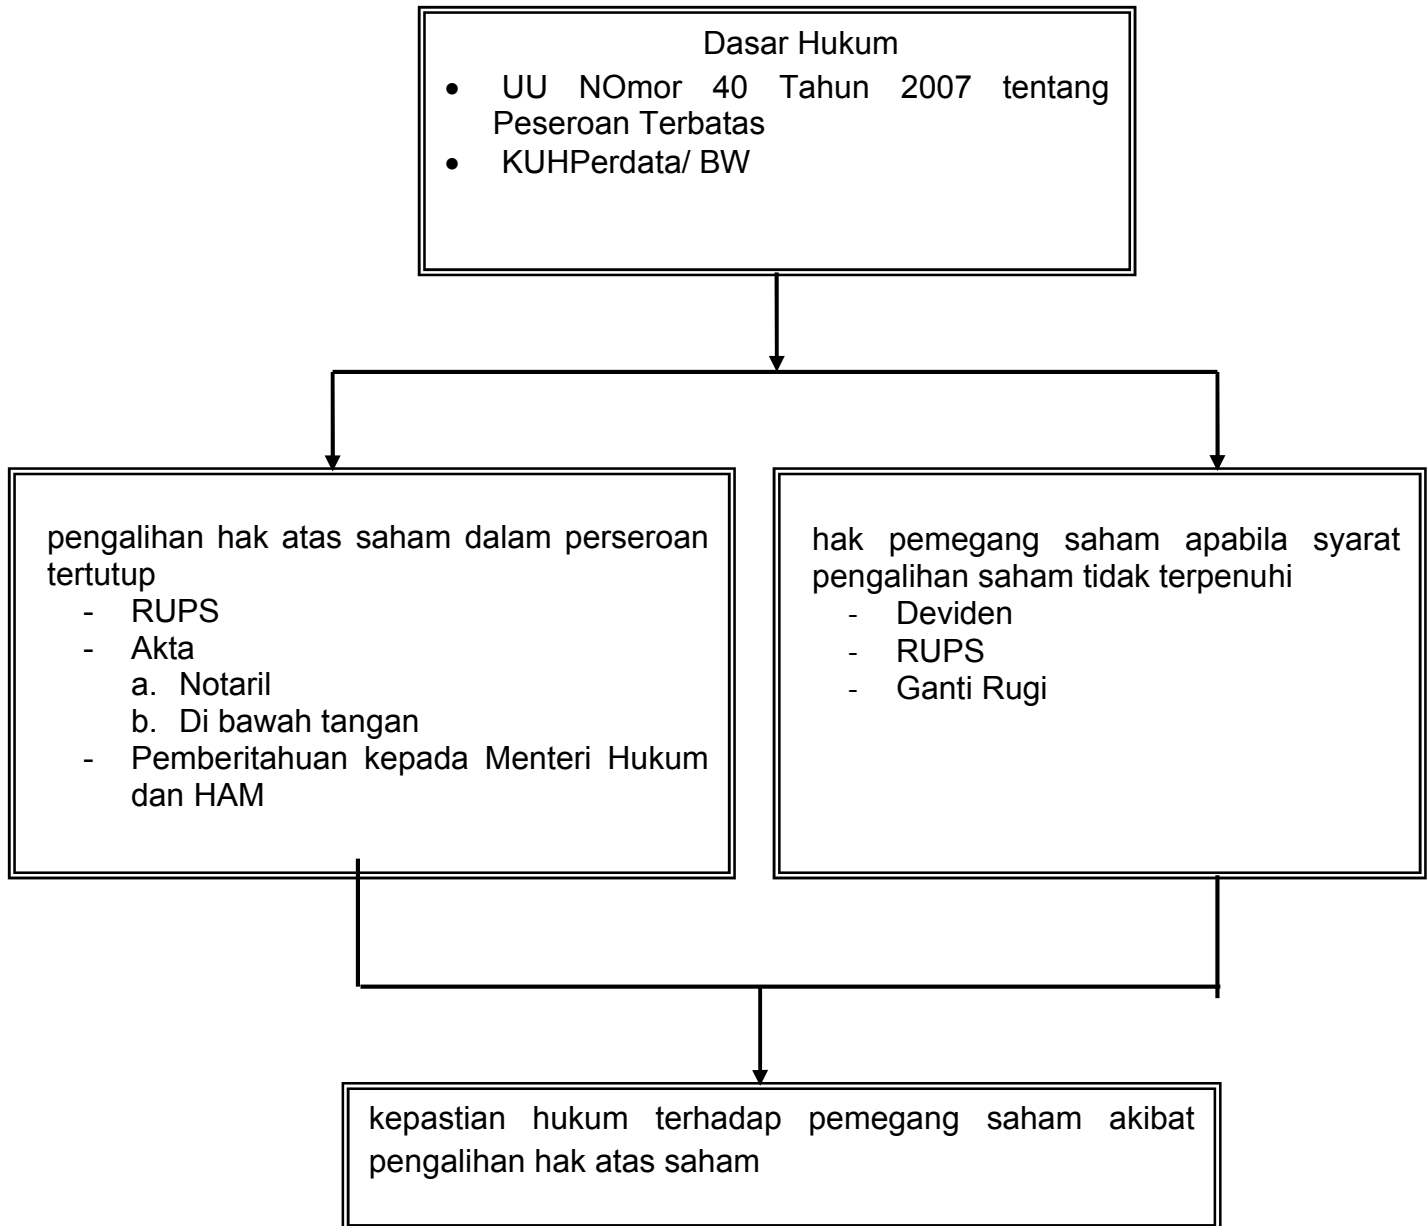 Dasar Hukum
• UU NOmor 40 Tahun 2007 tentang
Peseroan Terbatas
• KUHPerdata/ BW
pengalihan hak atas saham dalam perseroan
tertutup
- RUPS
- Akta
a. Notaril
b. Di bawah tangan
- Pemberitahuan kepada Menteri Hukum
dan HAM
hak pemegang saham apabila syarat
pengalihan saham tidak terpenuhi
- Deviden
- RUPS
- Ganti Rugi
kepastian hukum terhadap pemegang saham akibat
pengalihan hak atas saham